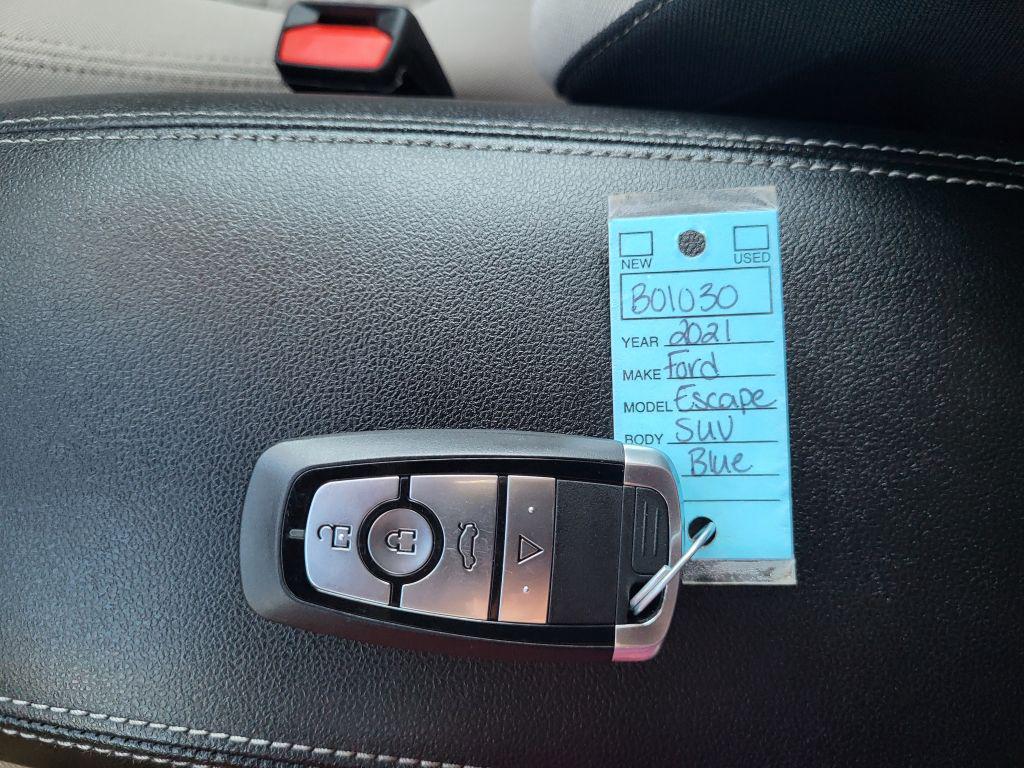 NEW USED
B01030
YEAR 2021
MAKE Ford
MODEL Escape
BODY SUV
Blue